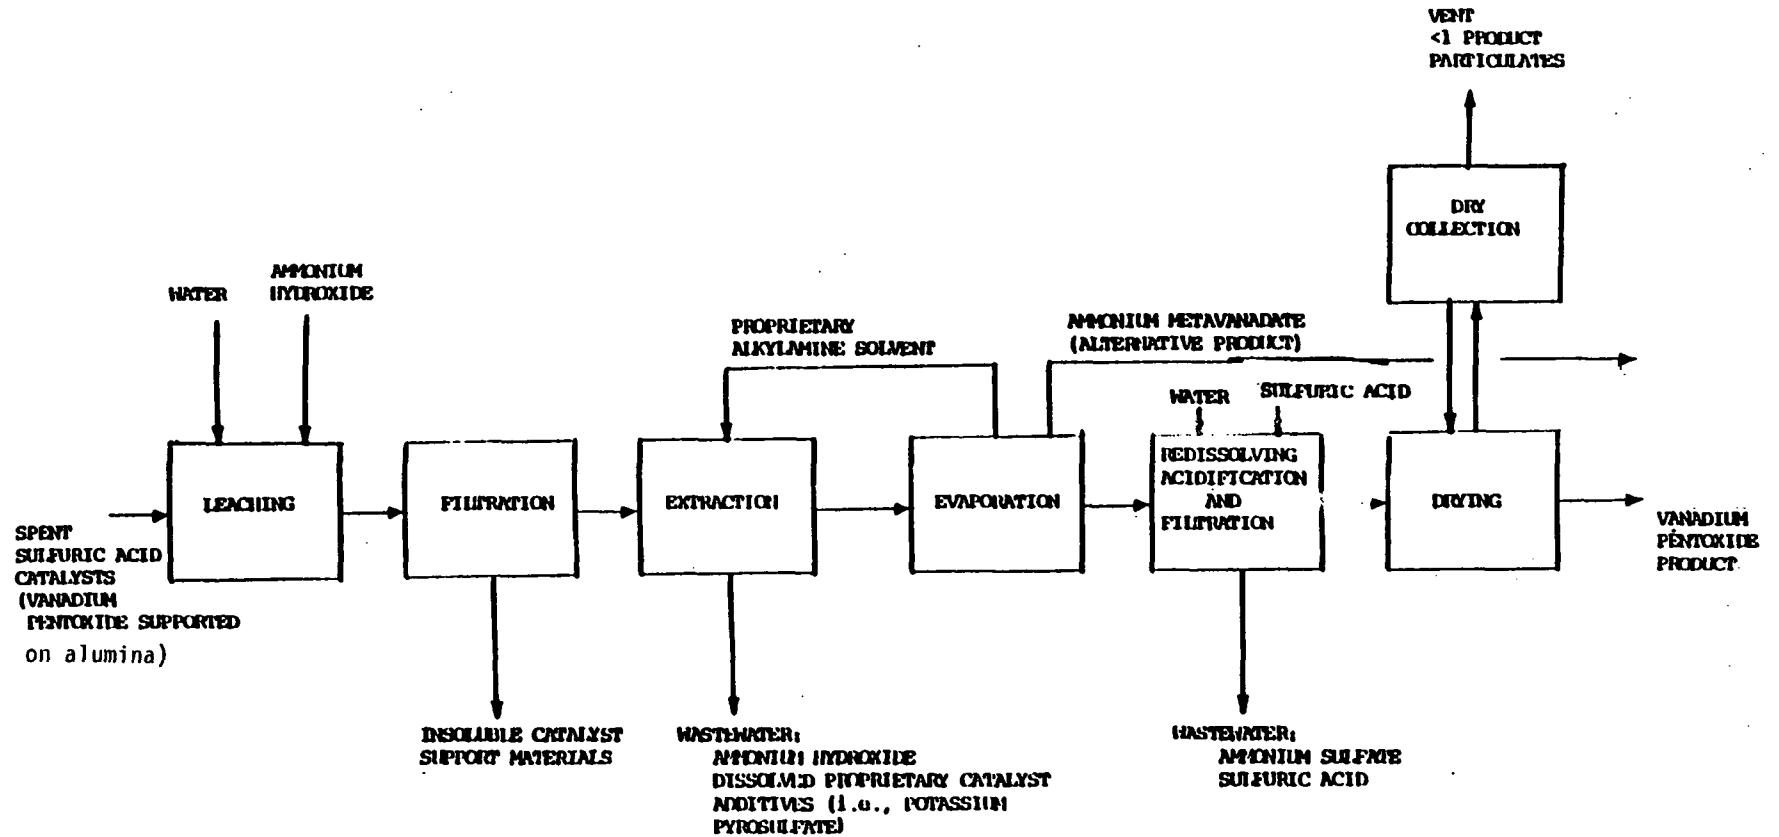 VENT
<1 PRODUCT
PARTICULATES
DRY
COLLECTION
AMMONIUM
HYDROXIDE
WATER
PROPRIETARY
ALKYLAMINE SOLVENT
AMMONIUM METAVANADATE
(ALTERNATIVE PRODUCT)
WATER
SULFURIC ACID
LEACHING
FILTRATION
EXTRACTION
EVAPORATION
REDISSOLVING
ACIDIFICATION
AND
FILTRATION
DRYING
SPENT
SULFURIC ACID
CATALYSTS
(VANADIUM
PENTOXIDE SUPPORTED
on alumina)
VANADIUM
PENTOXIDE
PRODUCT
INSOLUBLE CATALYST
SUPPORT MATERIALS
WASTEWATER:
AMMONIUM HYDROXIDE
DISSOLVED PROPRIETARY CATALYST
ADDITIVES (i.e., POTASSIUM
PYROSULFATE)
WASTEWATER:
AMMONIUM SULFATE
SULFURIC ACID